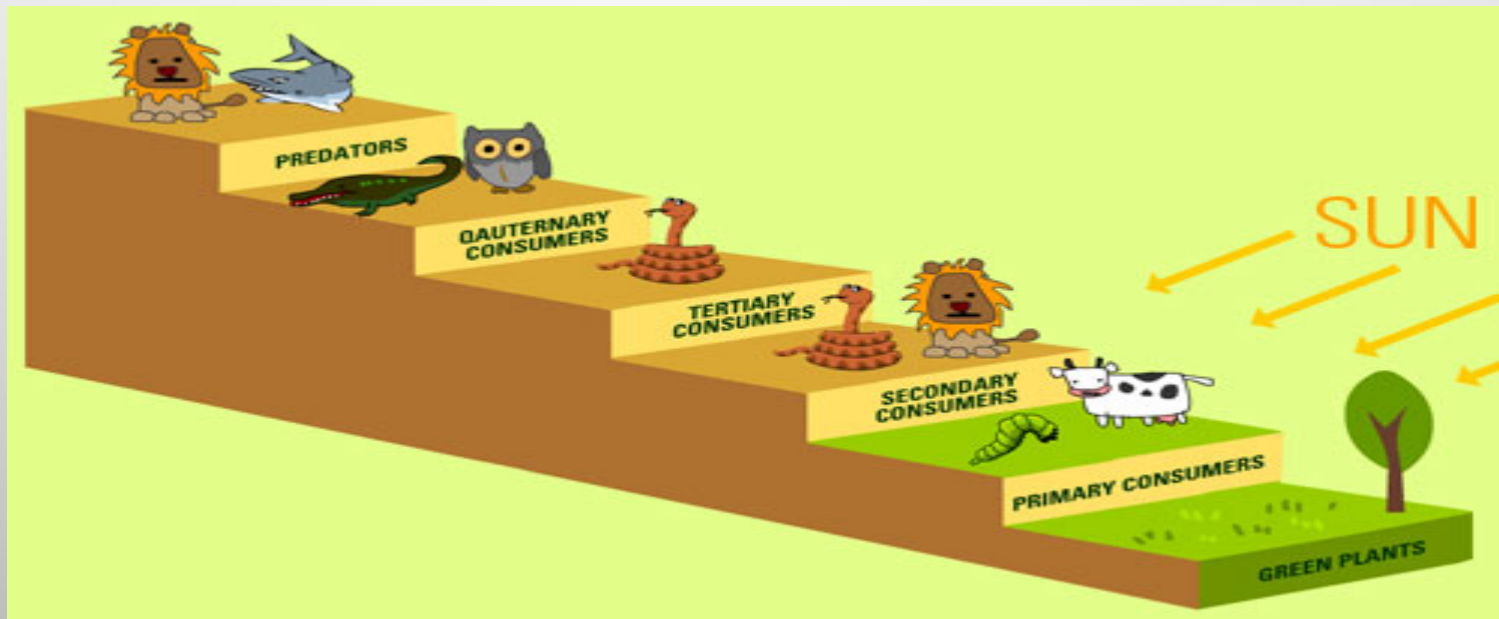 PREDATORS
QAUTERNARY
CONSUMERS
TERTIARY
CONSUMERS
SECONDARY
CONSUMERS
PRIMARY CONSUMERS
GREEN PLANTS
SUN